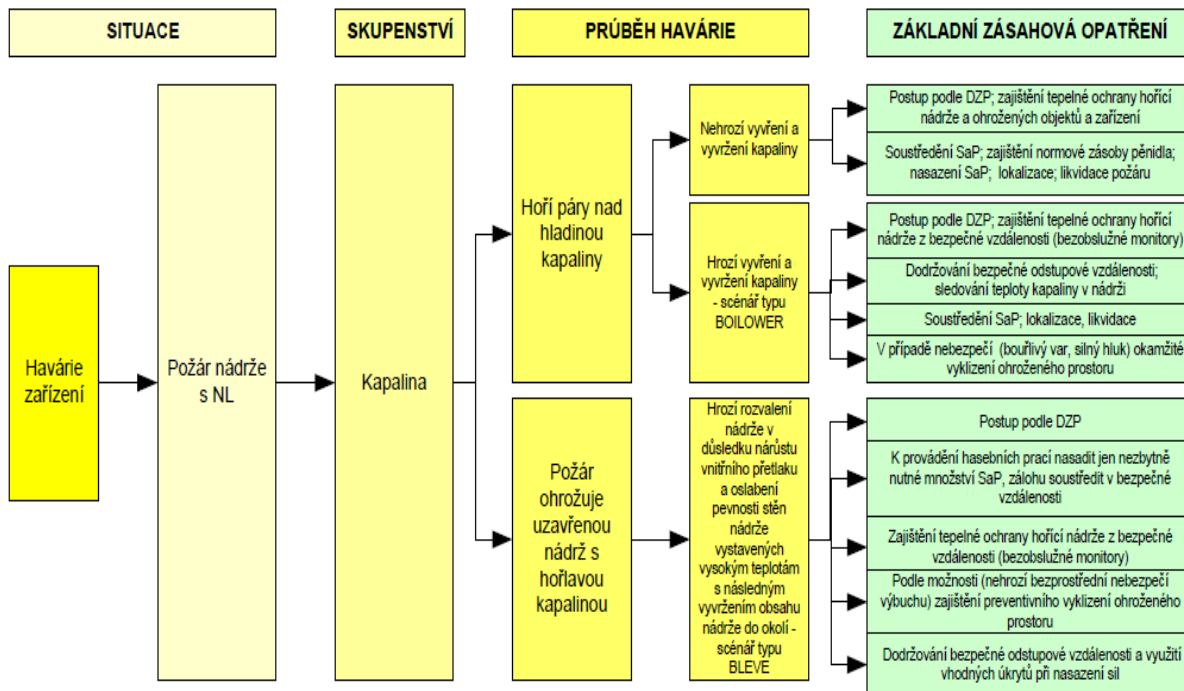 SITUACE
SKUPENSTVÍ
PRÚBĚH HAVÁRIE
ZÁKLADNÍ ZÁSAHOVÁ OPATŘENÍ
Havárie
zařízení
Požár nádrže
s NL
Kapalina
Hoří páry nad
hladinou
kapaliny
Nehrozí vyvření a
vyvržení kapaliny
Postup podle DZP; zajištění tepelné ochrany hořící
nádrže a ohrožených objektů a zařízení
Soustředění SaP; zajištění normové zásoby pěnidla;
nasazení SaP; lokalizace; likvidace požáru
Hrozí vyvření a
vyvržení kapaliny
- scénář typu
BOILOWER
Postup podle DZP; zajištění tepelné ochrany hořící
nádrže z bezpečné vzdálenosti (bezobslužné monitory)
Dodržování bezpečné odstupové vzdálenosti;
sledování teploty kapaliny v nádrži
Soustředění SaP; lokalizace, likvidace
V případě nebezpečí (bouřlivý var, silný hluk) okamžité
vyklizení ohroženého prostoru
Požár
ohrožuje
uzavřenou
nádrž s
hořlavou
kapalinou
Hrozí rozvalení
nádrže v
důsledku nárůstu
vnitřního přetlaku
a oslabení
pevnosti stěn
nádrže
vystavených
vysokým teplotám
s následným
vyvržením obsahu
nádrže do okolí -
scénář typu
BLEVE
Postup podle DZP
K provádění hasebních prací nasadit jen nezbytně
nutné množství SaP, zálohu soustředit v bezpečné
vzdálenosti
Zajištění tepelné ochrany hořící nádrže z bezpečné
vzdálenosti (bezobslužné monitory)
Podle možnosti (nehrozí bezprostřední nebezpečí
výbuchu) zajištění preventivního vyklizení ohroženého
prostoru
Dodržování bezpečné odstupové vzdálenosti a využití
vhodných úkrytů při nasazení sil